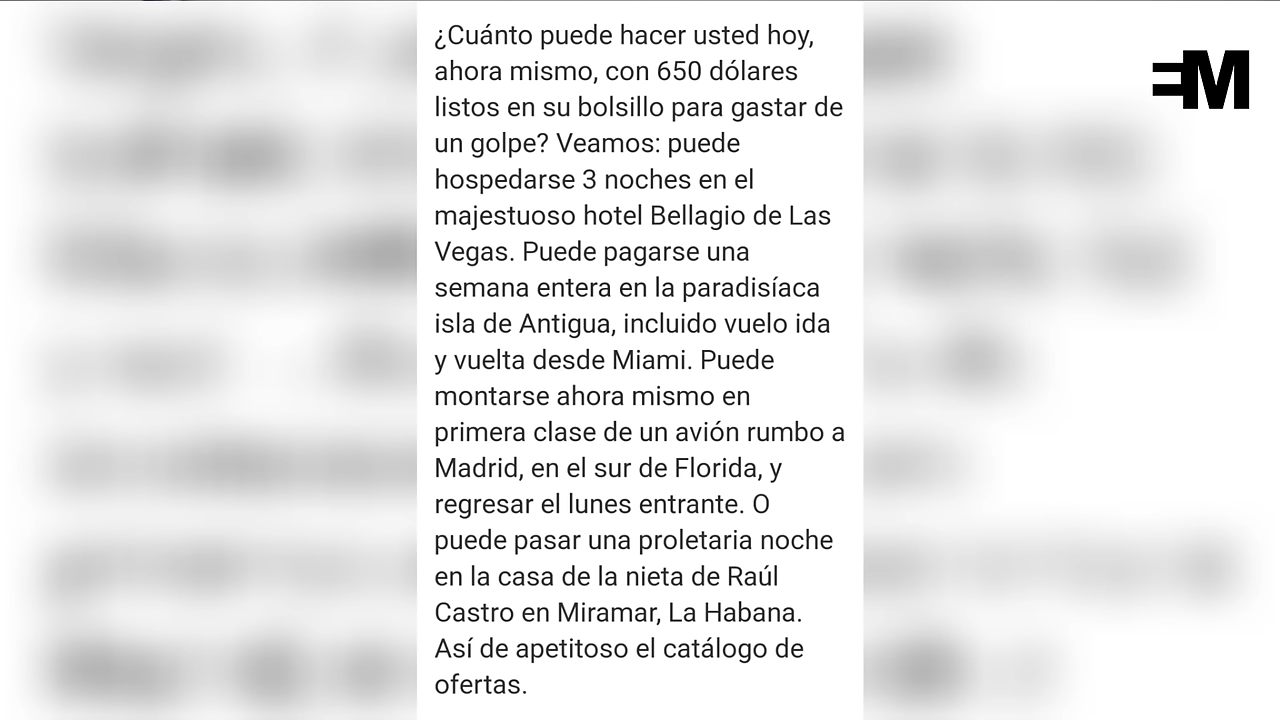 ¿Cuánto puede hacer usted hoy,
ahora mismo, con 650 dólares
listos en su bolsillo para gastar de
un golpe? Veamos: puede
hospedarse 3 noches en el
majestuoso hotel Bellagio de Las
Vegas. Puede pagarse una
semana entera en la paradisíaca
isla de Antigua, incluido vuelo ida
y vuelta desde Miami. Puede
montarse ahora mismo en
primera clase de un avión rumbo a
Madrid, en el sur de Florida, y
regresar el lunes entrante. O
puede pasar una proletaria noche
en la casa de la nieta de Raúl
Castro en Miramar, La Habana.
Así de apetitoso el catálogo de
ofertas.